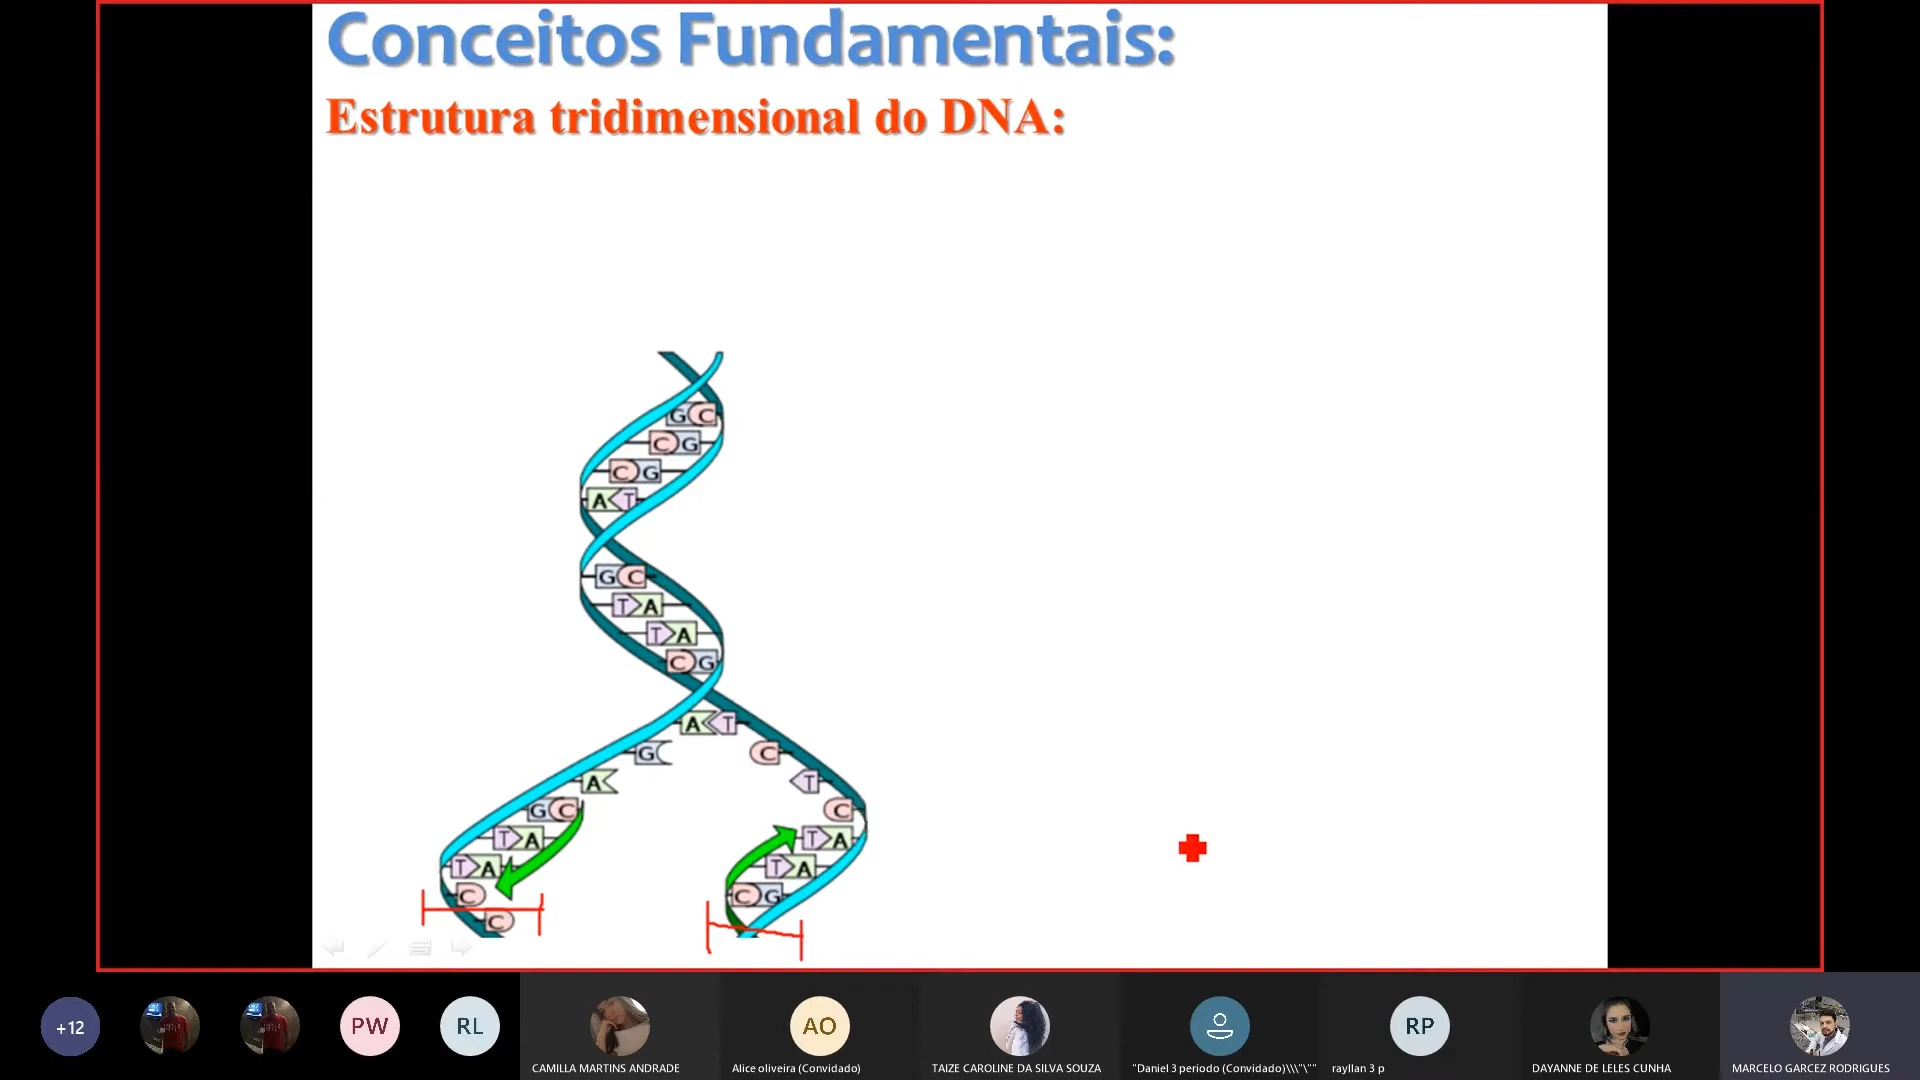 Conceitos Fundamentais:
Estrutura tridimensional do DNA:
G C
C G
C G
A T
G C
T A
T A
C G
A T
G C
A T
G C C
T A T A
T A T A
C C G
C
+12
PW
RL
AO
RP
CAMILLA MARTINS ANDRADE
Alice oliveira (Convidado)
TAIZE CAROLINE DA SILVA SOUZA
"Daniel 3 periodo (Convidado)\\\"\""
rayllan 3 p
DAYANNE DE LELES CUNHA
MARCELO GARCEZ RODRIGUES